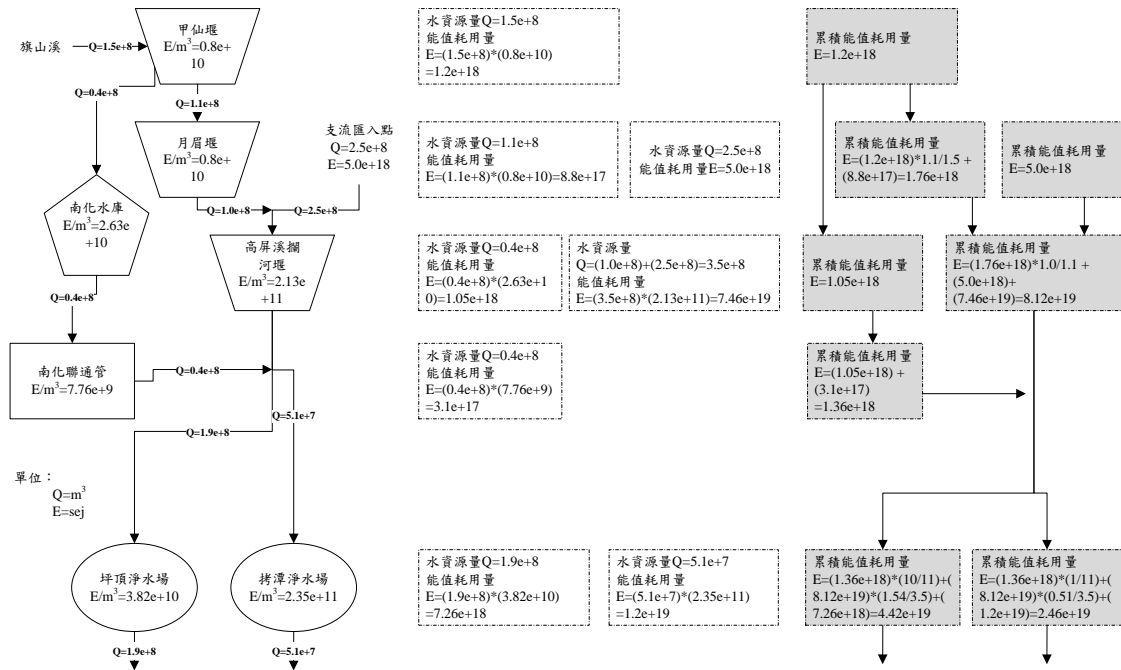 甲仙堰
E/m³=0.8e+
10
旗山溪
Q=1.5e+8
Q=0.4e+8
Q=1.1e+8
月眉堰
E/m³=0.8e+
10
支流匯入點
Q=2.5e+8
E=5.0e+18
南化水庫
E/m³=2.63e
+10
Q=1.0e+8
Q=2.5e+8
高屏溪攔
河堰
E/m³=2.13e
+11
Q=0.4e+8
南化聯通管
E/m³=7.76e+9
Q=0.4e+8
Q=5.1e+7
Q=1.9e+8
單位：
Q=m³
E=sej
坪頂淨水場
E/m³=3.82e+10
拷潭淨水場
E/m³=2.35e+11
Q=1.9e+8
Q=5.1e+7
水資源量Q=1.5e+8
能值耗用量
E=(1.5e+8)*(0.8e+10)
=1.2e+18
水資源量Q=1.1e+8
能值耗用量
E=(1.1e+8)*(0.8e+10)=8.8e+17
水資源量Q=2.5e+8
能值耗用量E=5.0e+18
水資源量Q=0.4e+8
能值耗用量
E=(0.4e+8)*(2.63e+1
0)=1.05e+18
水資源量
Q=(1.0e+8)+(2.5e+8)=3.5e+8
能值耗用量
E=(3.5e+8)*(2.13e+11)=7.46e+19
水資源量Q=0.4e+8
能值耗用量
E=(0.4e+8)*(7.76e+9)
=3.1e+17
水資源量Q=1.9e+8
能值耗用量
E=(1.9e+8)*(3.82e+10)
=7.26e+18
水資源量Q=5.1e+7
能值耗用量
E=(5.1e+7)*(2.35e+11)
=1.2e+19
累積能值耗用量
E=1.2e+18
累積能值耗用量
E=(1.2e+18)*1.1/1.5 +
(8.8e+17)=1.76e+18
累積能值耗用量
E=5.0e+18
累積能值耗用量
E=1.05e+18
累積能值耗用量
E=(1.76e+18)*1.0/1.1 +
(5.0e+18)+
(7.46e+19)=8.12e+19
累積能值耗用量
E=(1.05e+18) +
(3.1e+17)
=1.36e+18
累積能值耗用量
E=(1.36e+18)*(10/11)+(
8.12e+19)*(1.54/3.5)+(
7.26e+18)=4.42e+19
累積能值耗用量
E=(1.36e+18)*(1/11)+(
8.12e+19)*(0.51/3.5)+(
1.2e+19)=2.46e+19